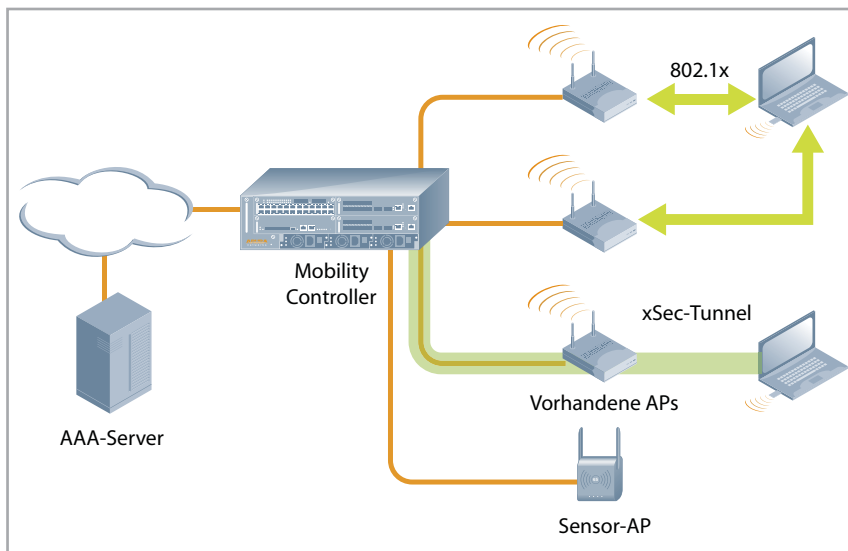 802.1x
Mobility
Controller
xSec-Tunnel
Vorhandene APs
AAA-Server
Sensor-AP